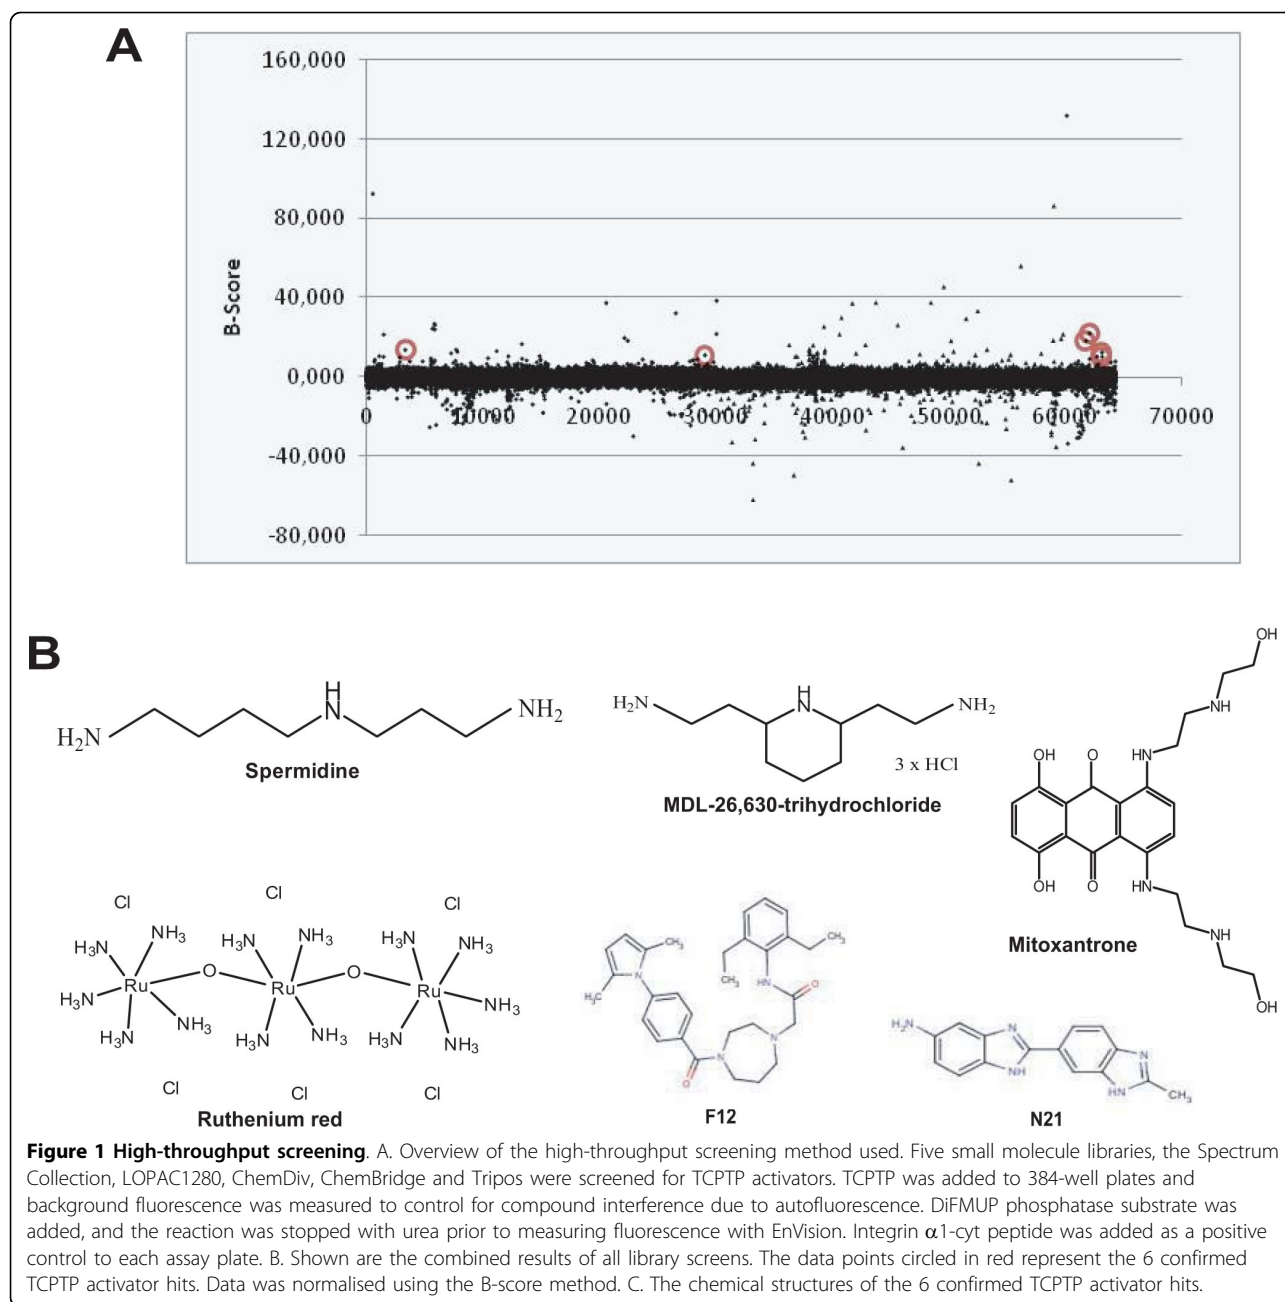 A
160,000
120,000
80,000
40,000
0,000
-40,000
-80,000
B-Score
0 10000 20000 30000 40000 50000 60000 70000
B
H₂N
H
N
NH₂
Spermidine
H₂N
H
N
NH₂
3 x HCl
MDL-26,630-trihydrochloride
OH
NH
OH O HN
OH O HN
NH
OH
Mitoxantrone
Cl Cl Cl
H₃N NH₃ H₃N NH₃ H₃N NH₃
O O
H₃N Ru Ru Ru NH₃
H₃N NH₃ NH₃ NH₃ H₃N NH₃
Cl Cl Cl
Ruthenium red
CH₃
N
H₃C
CH₃
CH₃
HN
O
N
N
O
F12
H₂N
N
NH
N
HN
CH₃
N21
Figure 1 High-throughput screening. A. Overview of the high-throughput screening method used. Five small molecule libraries, the Spectrum
Collection, LOPAC1280, ChemDiv, ChemBridge and Tripos were screened for TCPTP activators. TCPTP was added to 384-well plates and
background fluorescence was measured to control for compound interference due to autofluorescence. DiFMUP phosphatase substrate was
added, and the reaction was stopped with urea prior to measuring fluorescence with EnVision. Integrin α1-cyt peptide was added as a positive
control to each assay plate. B. Shown are the combined results of all library screens. The data points circled in red represent the 6 confirmed
TCPTP activator hits. Data was normalised using the B-score method. C. The chemical structures of the 6 confirmed TCPTP activator hits.